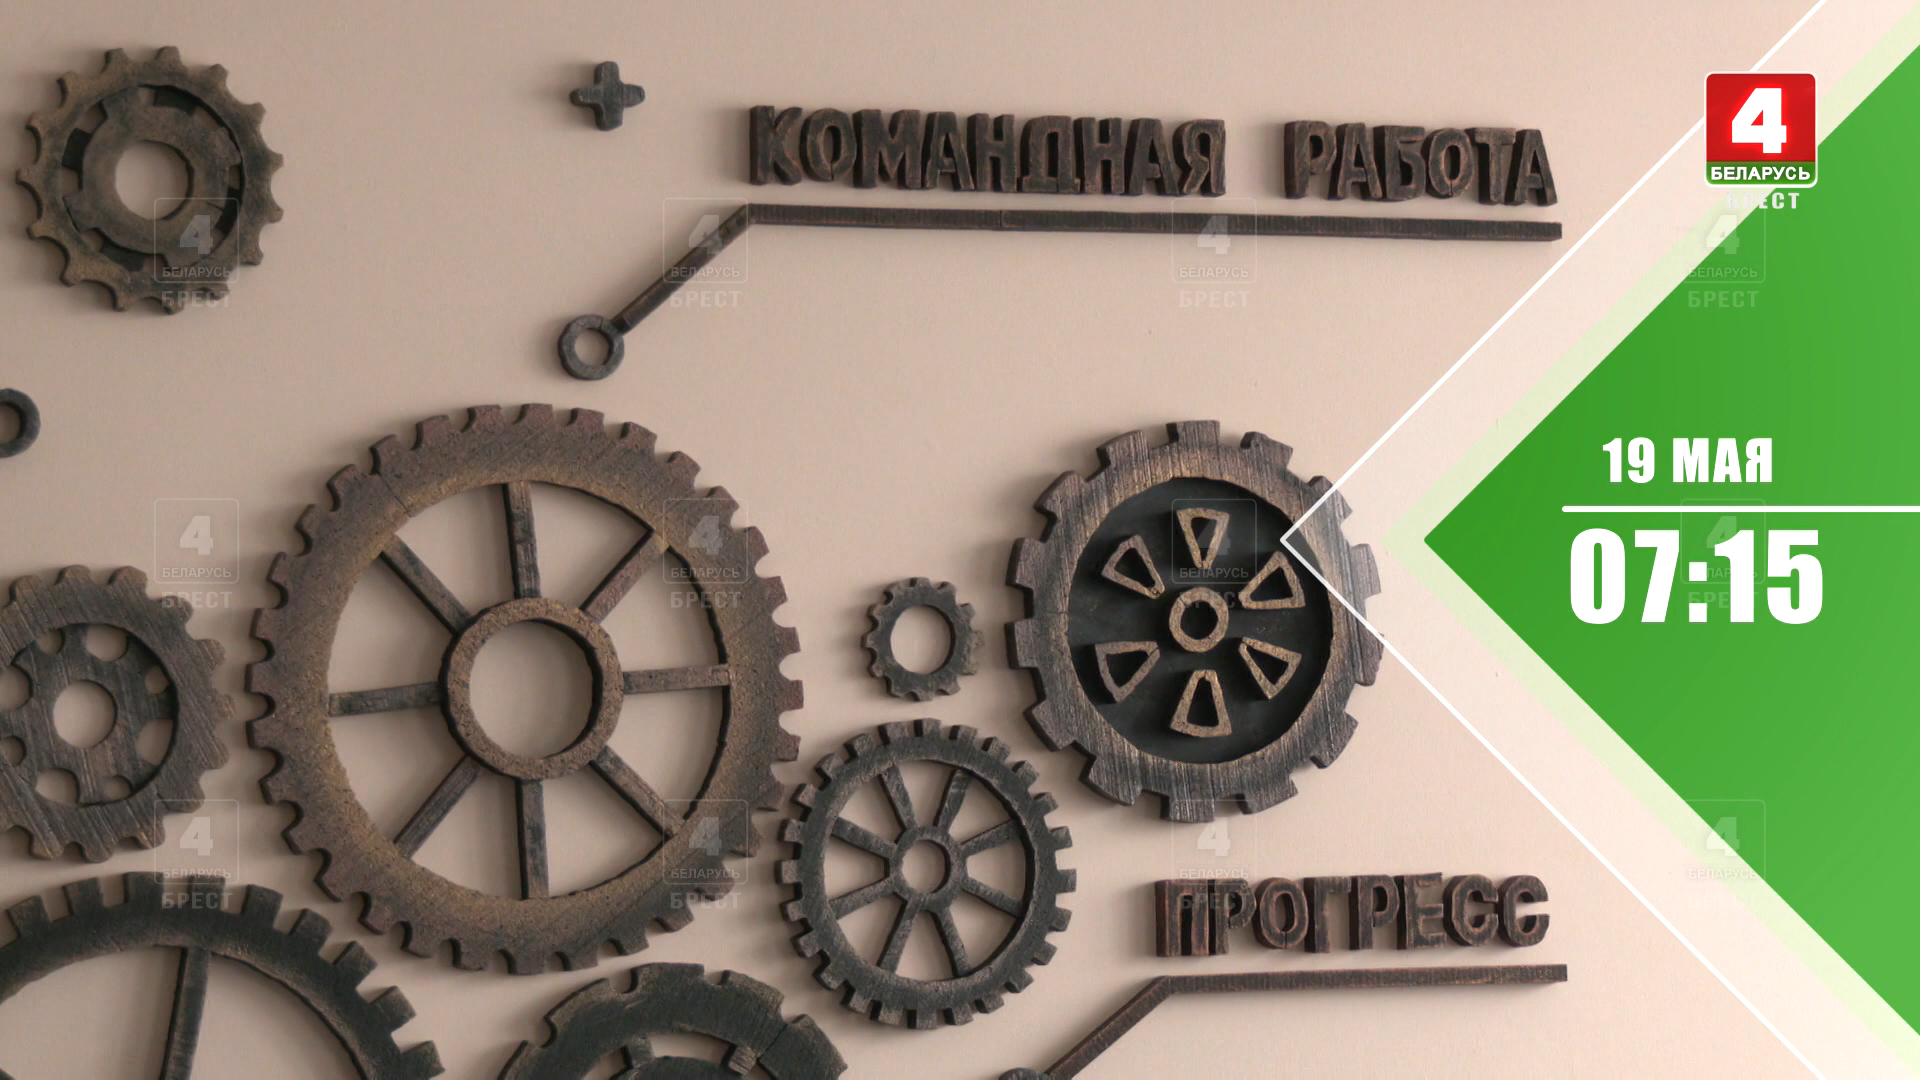 КОМАНДНАЯ РАБОТА
4
БЕЛАРУСЬ
БРЕСТ
19 МАЯ
07:15
ПРОГРЕСС